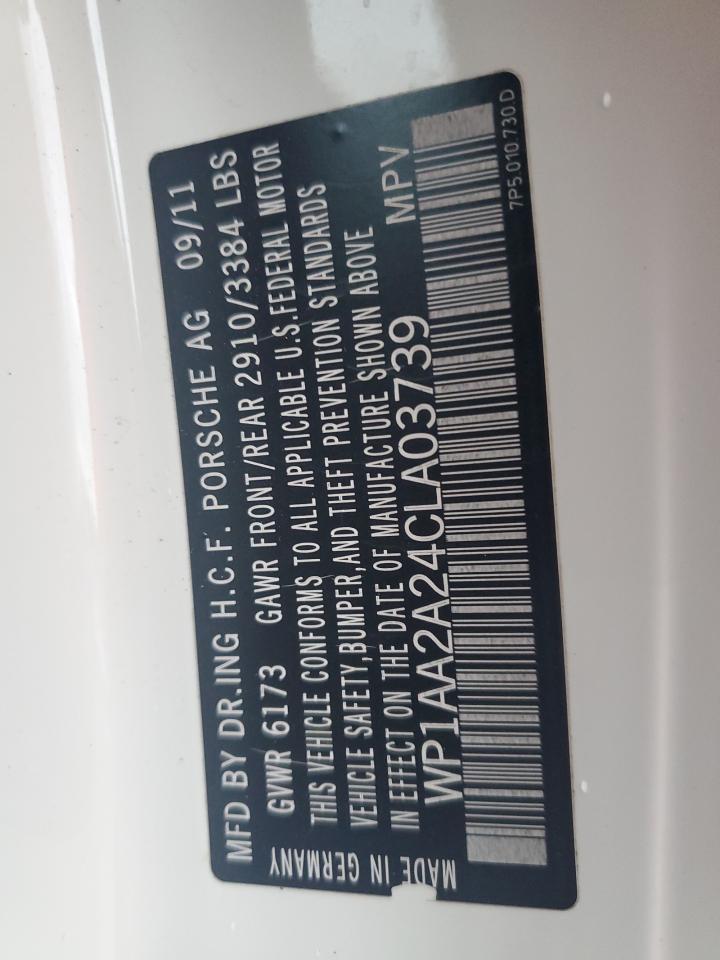 MFD BY DR.ING H.C.F. PORSCHE AG 09/11
GVWR 6173 GAWR FRONT/REAR 2910/3384 LBS
THIS VEHICLE CONFORMS TO ALL APPLICABLE U.S.FEDERAL MOTOR
VEHICLE SAFETY,BUMPER,AND THEFT PREVENTION STANDARDS
IN EFFECT ON THE DATE OF MANUFACTURE SHOWN ABOVE
WP1AA2A24CLA03739 MPV
7P5.010.730.D
MADE IN GERMANY